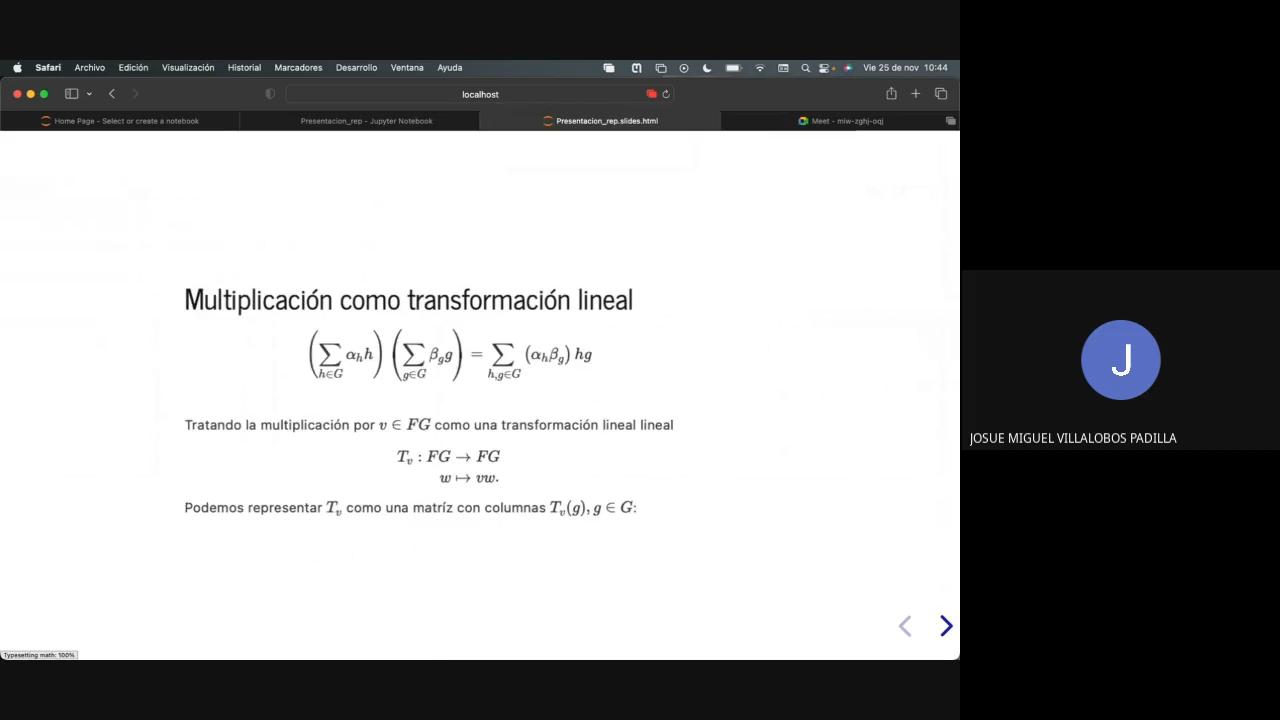 Safari Archivo Edición Visualización Historial Marcadores Desarrollo Ventana Ayuda Vie 25 de nov 10:44
localhost
Home Page - Select or create a notebook Presentacion_rep - Jupyter Notebook Presentacion_rep.slides.html Meet - miw-zghj-oqj
Multiplicación como transformación lineal
(∑_{h∈G} α_h h) (∑_{g∈G} β_g g) = ∑_{h,g∈G} (α_h β_g) hg
Tratando la multiplicación por v ∈ FG como una transformación lineal lineal
T_v : FG → FG
w ↦ vw.
Podemos representar T_v como una matríz con columnas T_v(g), g ∈ G:
Typesetting math: 100%
J
JOSUE MIGUEL VILLALOBOS PADILLA